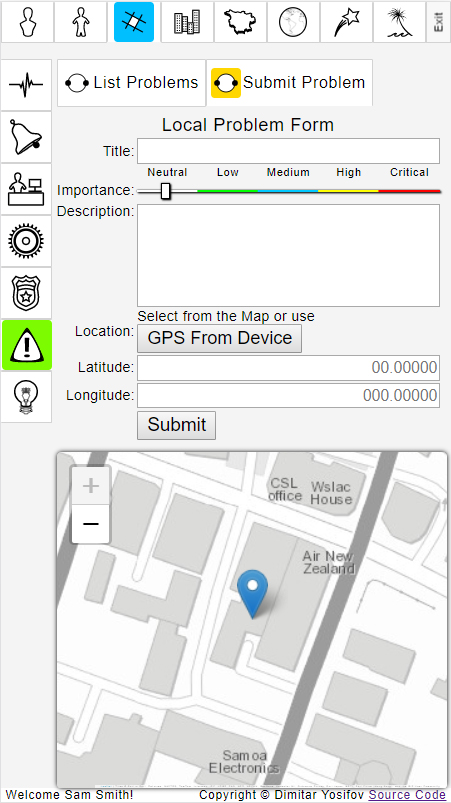 Exit
List Problems
Submit Problem
Local Problem Form
Title:
Neutral Low Medium High Critical
Importance:
Description:
Select from the Map or use
Location:
GPS From Device
Latitude: 00.00000
Longitude: 000.00000
Submit
+
−
CSL
office
Wslac
House
Air New
Zealand
Samoa
Electronics
Welcome Sam Smith! Copyright © Dimitar Yosifov Source Code